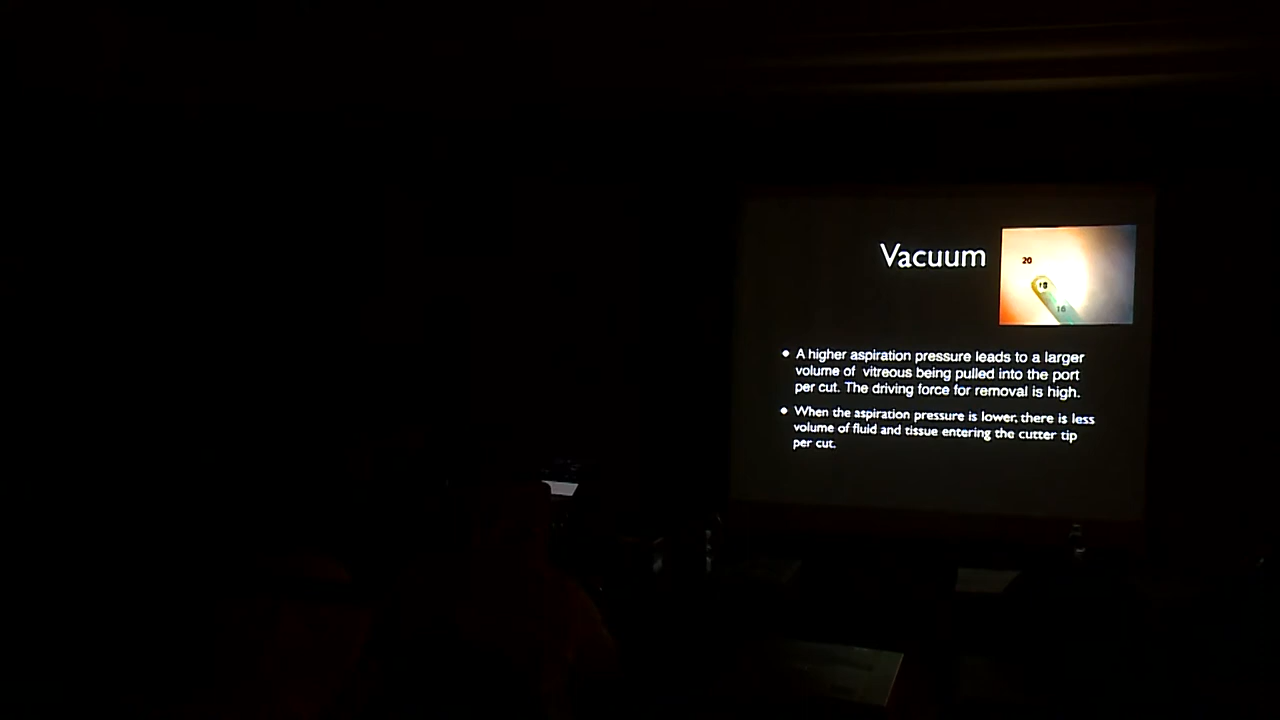 Vacuum
20
18
16
A higher aspiration pressure leads to a larger
volume of vitreous being pulled into the port
per cut. The driving force for removal is high.
When the aspiration pressure is lower, there is less
volume of fluid and tissue entering the cutter tip
per cut.